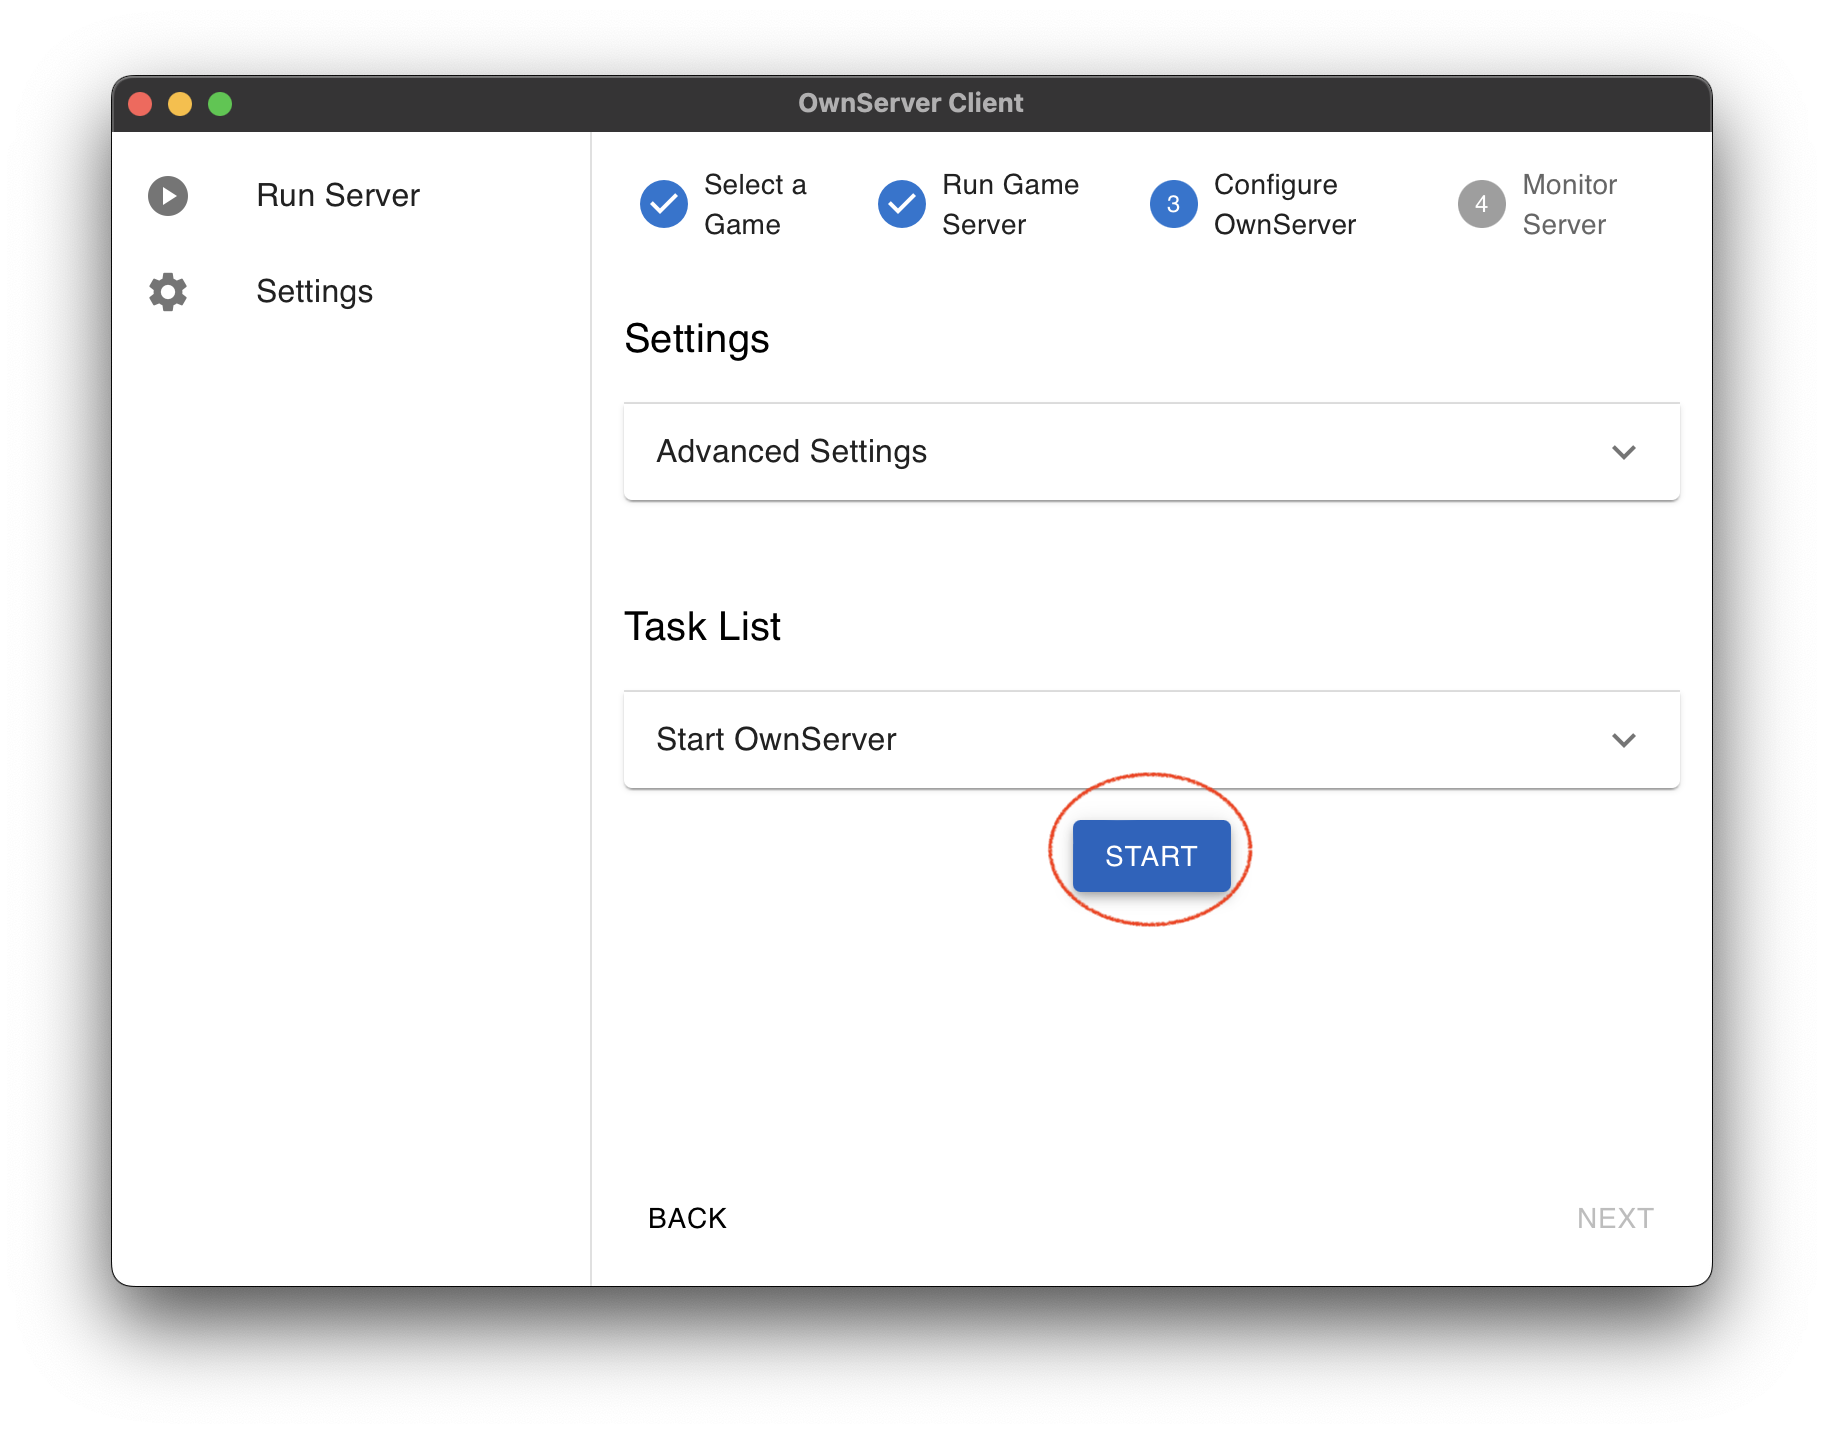 OwnServer Client
Run Server
Settings
Select a
Game
Run Game
Server
3
Configure
OwnServer
4
Monitor
Server
Settings
Advanced Settings
Task List
Start OwnServer
START
BACK
NEXT